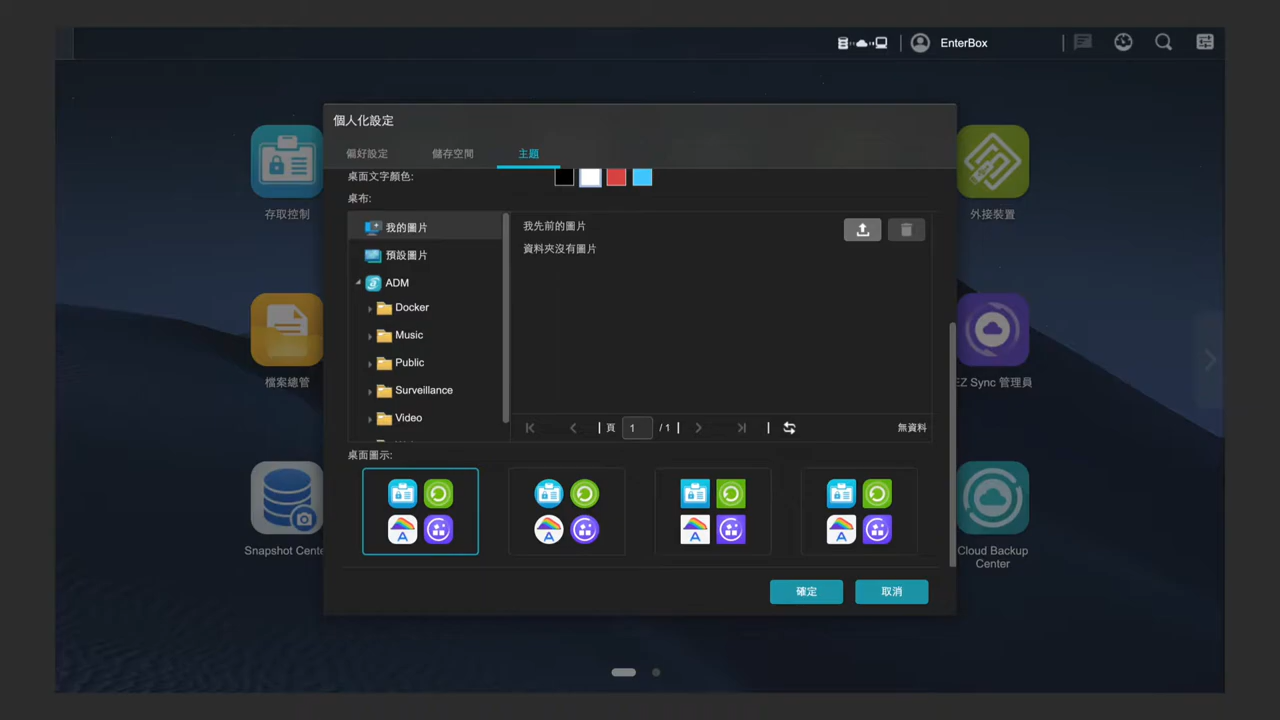 EnterBox
個人化設定
偏好設定
儲存空間
主題
桌面文字顏色:
桌布:
我的圖片
預設圖片
ADM
Docker
Music
Public
Surveillance
Video
我先前的圖片
資料夾沒有圖片
頁 1 / 1
無資料
桌面圖示:
確定
取消
存取控制
檔案總管
Snapshot Cente
外接裝置
EZ Sync 管理員
Cloud Backup
Center